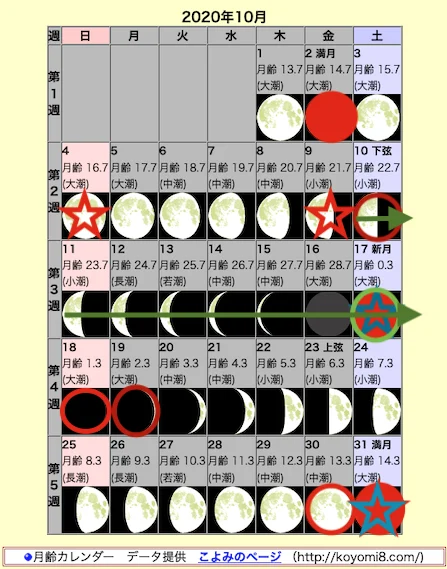 2020年10月
週 日 月 火 水 木 金 土
第1週
1 2 満月 3
月齢 13.7 月齢 14.7 月齢 15.7
(大潮) (大潮) (大潮)
第2週
4 5 6 7 8 9 10 下弦
月齢 16.7 月齢 17.7 月齢 18.7 月齢 19.7 月齢 20.7 月齢 21.7 月齢 22.7
(大潮) (大潮) (中潮) (中潮) (中潮) (小潮) (小潮)
第3週
11 12 13 14 15 16 17 新月
月齢 23.7 月齢 24.7 月齢 25.7 月齢 26.7 月齢 27.7 月齢 28.7 月齢 0.3
(小潮) (長潮) (若潮) (中潮) (中潮) (大潮) (大潮)
第4週
18 19 20 21 22 23 上弦 24
月齢 1.3 月齢 2.3 月齢 3.3 月齢 4.3 月齢 5.3 月齢 6.3 月齢 7.3
(大潮) (大潮) (中潮) (中潮) (小潮) (小潮) (小潮)
第5週
25 26 27 28 29 30 31 満月
月齢 8.3 月齢 9.3 月齢 10.3 月齢 11.3 月齢 12.3 月齢 13.3 月齢 14.3
(長潮) (長潮) (若潮) (中潮) (中潮) (中潮) (大潮)
月齢カレンダー データ提供 こよみのページ (http://koyomi8.com/)